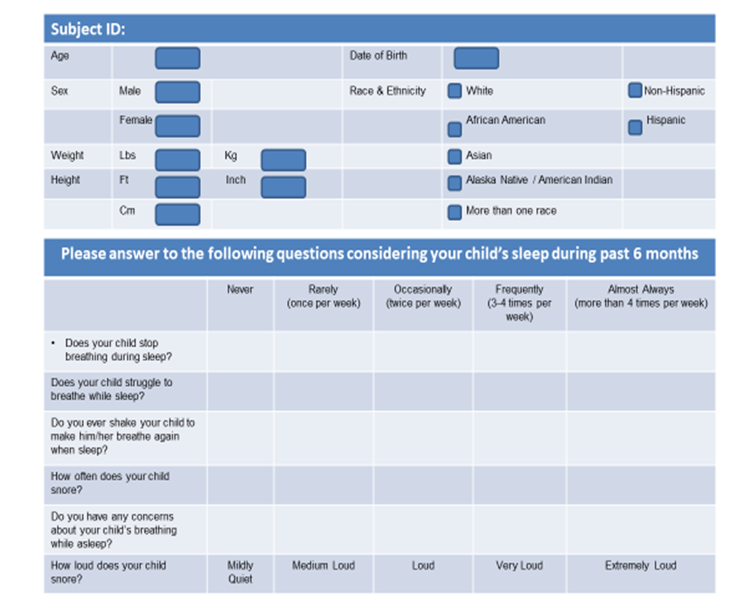 Subject ID:
Age Date of Birth
Sex Male Race & Ethnicity White Non-Hispanic
Female African American Hispanic
Weight Lbs Kg Asian
Height Ft Inch Alaska Native / American Indian
Cm More than one race
Please answer to the following questions considering your child's sleep during past 6 months
Never Rarely Occasionally Frequently Almost Always
(once per week) (twice per week) (3-4 times per (more than 4 times per week)
week)
• Does your child stop
breathing during sleep?
Does your child struggle to
breathe while sleep?
Do you ever shake your child to
make him/her breathe again
when sleep?
How often does your child
snore?
Do you have any concerns
about your child's breathing
while asleep?
How loud does your child Mildly Medium Loud Loud Very Loud Extremely Loud
snore? Quiet